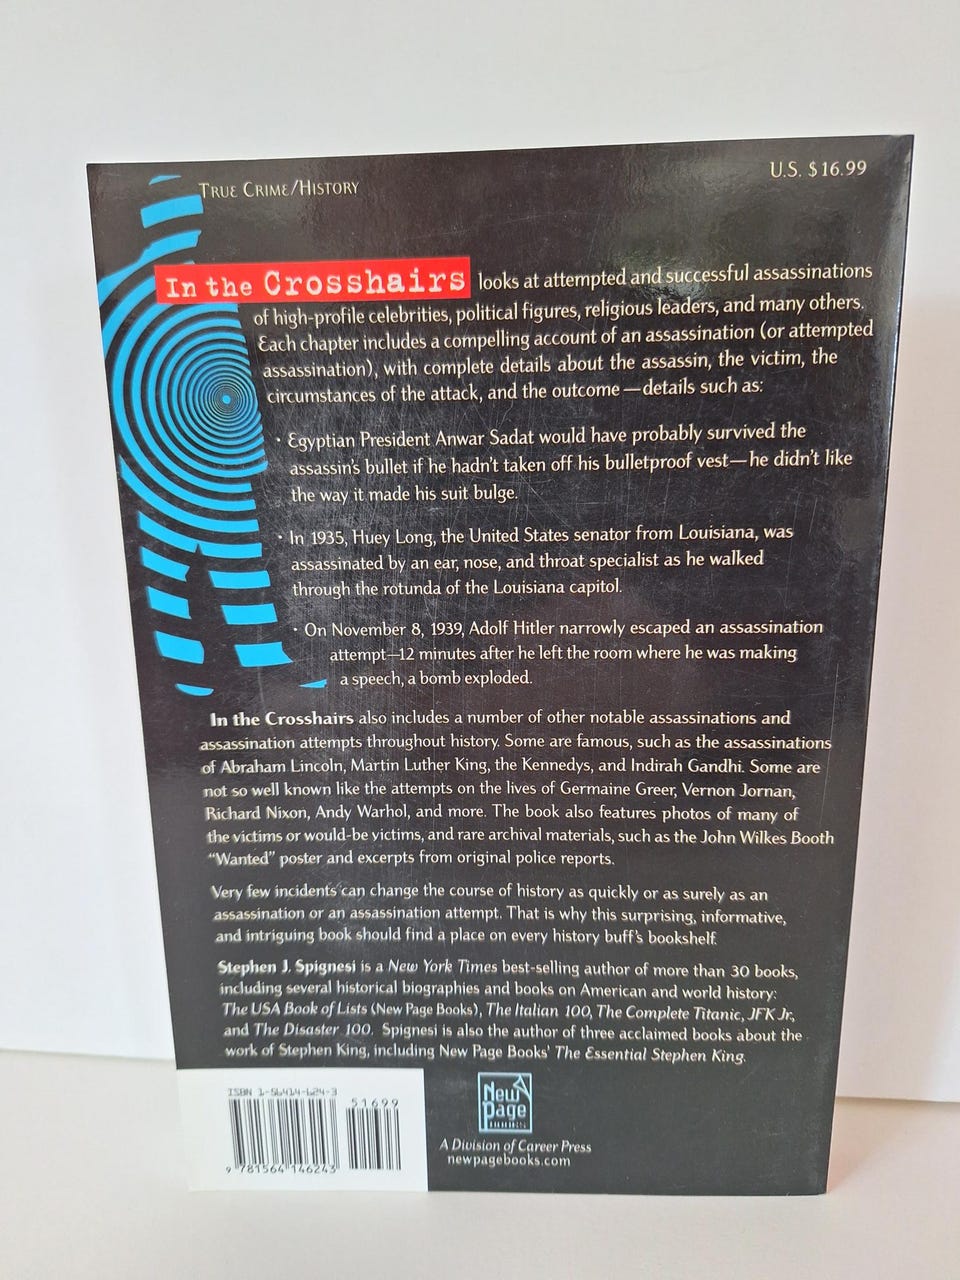 TRUE CRIME/HISTORY
U.S. $16.99
In the Crosshairs looks at attempted and successful assassinations
of high-profile celebrities, political figures, religious leaders, and many others.
Each chapter includes a compelling account of an assassination (or attempted
assassination), with complete details about the assassin, the victim, the
circumstances of the attack, and the outcome—details such as:
• Egyptian President Anwar Sadat would have probably survived the
assassin's bullet if he hadn't taken off his bulletproof vest—he didn't like
the way it made his suit bulge.
• In 1935, Huey Long, the United States senator from Louisiana, was
assassinated by an ear, nose, and throat specialist as he walked
through the rotunda of the Louisiana capitol.
• On November 8, 1939, Adolf Hitler narrowly escaped an assassination
attempt—12 minutes after he left the room where he was making
a speech, a bomb exploded.
In the Crosshairs also includes a number of other notable assassinations and
assassination attempts throughout history. Some are famous, such as the assassinations
of Abraham Lincoln, Martin Luther King, the Kennedys, and Indirah Gandhi. Some are
not so well known like the attempts on the lives of Germaine Greer, Vernon Jornan,
Richard Nixon, Andy Warhol, and more. The book also features photos of many of
the victims or would-be victims, and rare archival materials, such as the John Wilkes Booth
"Wanted" poster and excerpts from original police reports.
Very few incidents can change the course of history as quickly or as surely as an
assassination or an assassination attempt. That is why this surprising, informative,
and intriguing book should find a place on every history buff's bookshelf.
Stephen J. Spignesi is a New York Times best-selling author of more than 30 books,
including several historical biographies and books on American and world history:
The USA Book of Lists (New Page Books), The Italian 100, The Complete Titanic, JFK Jr,
and The Disaster 100. Spignesi is also the author of three acclaimed books about the
work of Stephen King, including New Page Books' The Essential Stephen King.
ISBN 1-56414-624-3
51699
9 781564 146243
New
Page
BOOKS
A Division of Career Press
newpagebooks.com